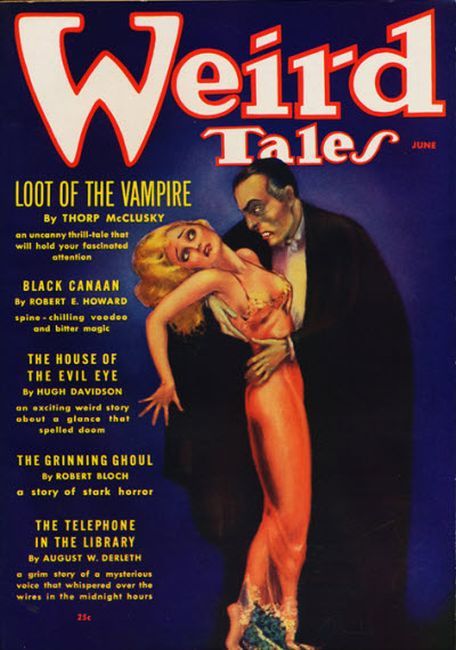 Weird
Tales
JUNE
LOOT OF THE VAMPIRE
By THORP McCLUSKY
an uncanny thrill-tale that
will hold your fascinated
attention
BLACK CANAAN
By ROBERT E. HOWARD
spine-chilling voodoo
and bitter magic
THE HOUSE OF
THE EVIL EYE
By HUGH DAVIDSON
an exciting weird story
about a glance that
spelled doom
THE GRINNING GHOUL
By ROBERT BLOCH
a story of stark horror
THE TELEPHONE
IN THE LIBRARY
By AUGUST W. DERLETH
a grim story of a mysterious
voice that whispered over the
wires in the midnight hours
25c